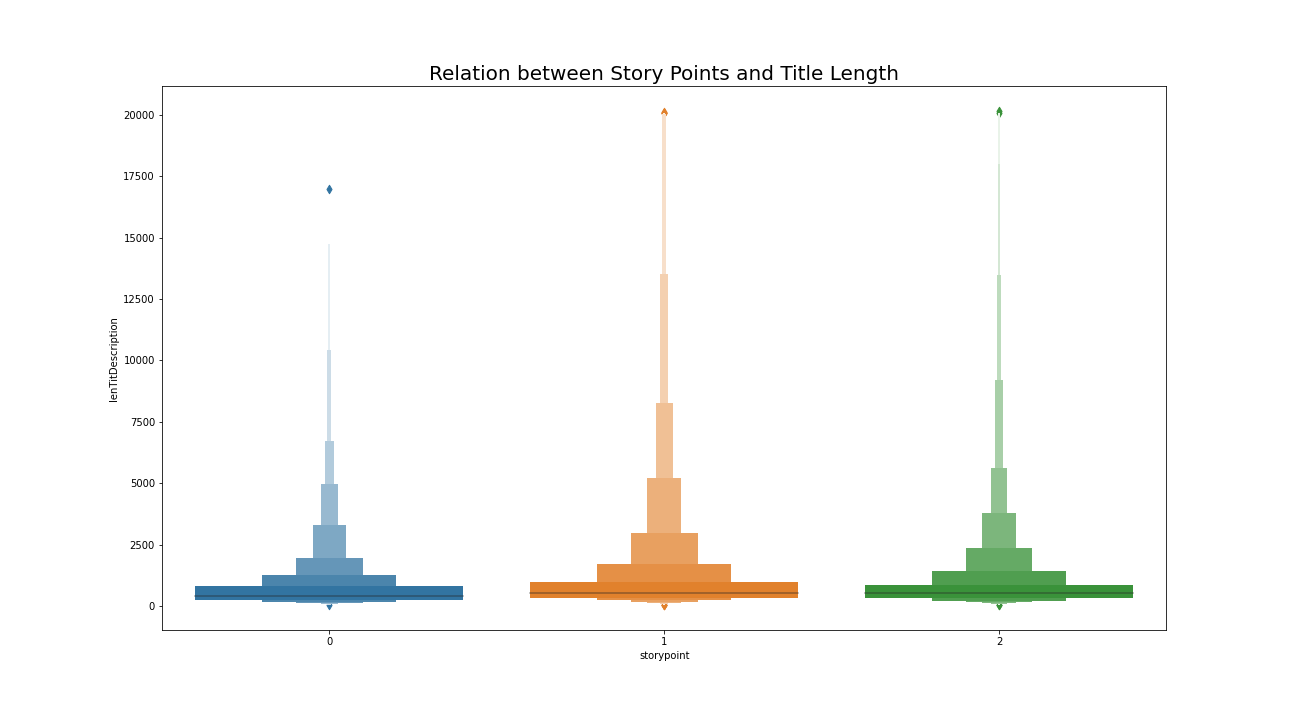 Relation between Story Points and Title Length
20000
17500
15000
12500
10000
7500
5000
2500
0
lenTitDescription
0 1 2
storypoint